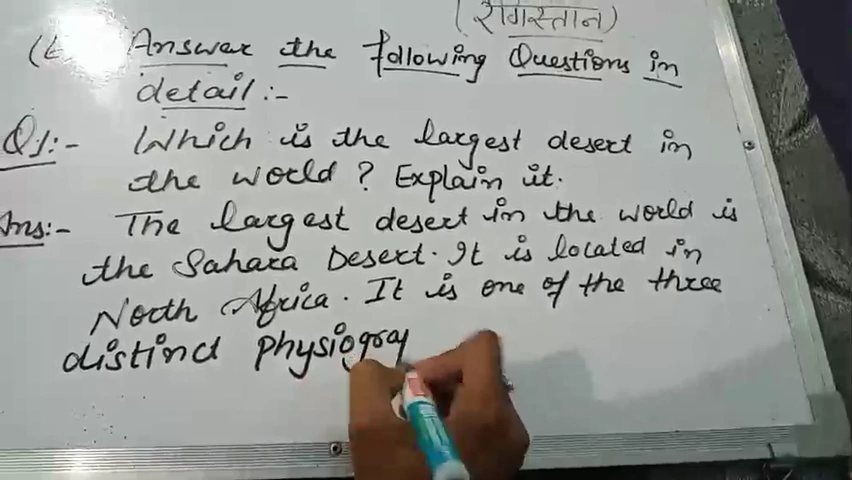 (रेगिस्तान)
Answer the following Questions in
detail:-
Q1:- Which is the largest desert in
the world? Explain it.
Ans:- The largest desert in the world is
the Sahara Desert. It is located in
North Africa. It is one of the three
distinct Physiogray